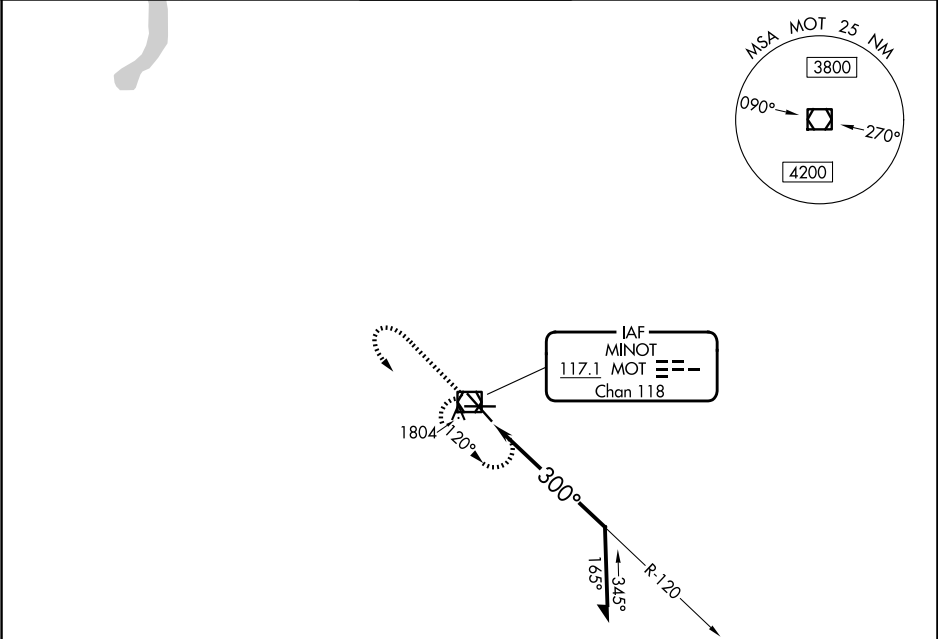 MSA MOT 25 NM
3800
090°
270°
4200
IAF
MINOT
117.1 MOT
Chan 118
1804
120°
300°
165°
345°
R-120